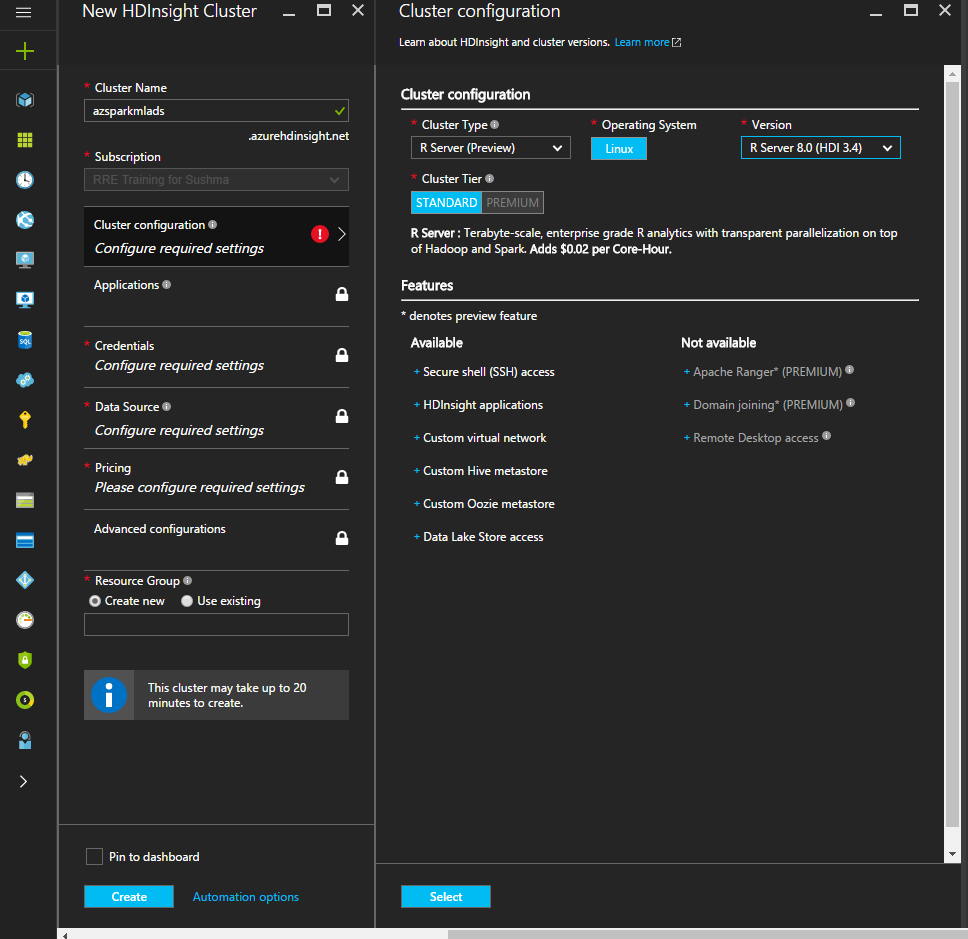 New HDInsight Cluster
* Cluster Name
azsparkmlads
.azurehdinsight.net
* Subscription
RRE Training for Sushma
Cluster configuration
Configure required settings
Applications
* Credentials
Configure required settings
* Data Source
Configure required settings
* Pricing
Please configure required settings
Advanced configurations
* Resource Group
Create new Use existing
This cluster may take up to 20
minutes to create.
Pin to dashboard
Create Automation options
Cluster configuration
Learn about HDInsight and cluster versions. Learn more
Cluster configuration
* Cluster Type * Operating System * Version
R Server (Preview) Linux R Server 8.0 (HDI 3.4)
* Cluster Tier
STANDARD PREMIUM
R Server : Terabyte-scale, enterprise grade R analytics with transparent parallelization on top
of Hadoop and Spark. Adds $0.02 per Core-Hour.
Features
* denotes preview feature
Available
+ Secure shell (SSH) access
+ HDInsight applications
+ Custom virtual network
+ Custom Hive metastore
+ Custom Oozie metastore
+ Data Lake Store access
Not available
+ Apache Ranger* (PREMIUM)
+ Domain joining* (PREMIUM)
+ Remote Desktop access
Select